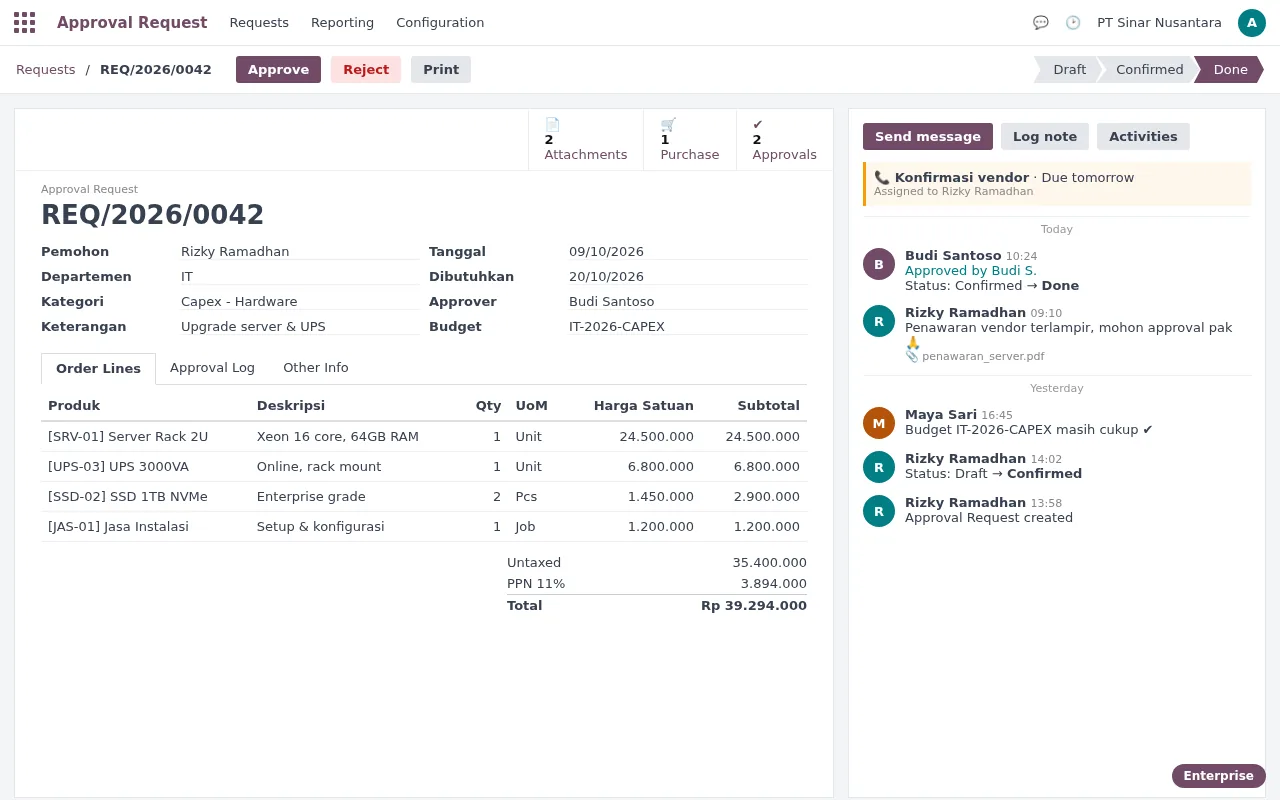 Approval Request Requests Reporting Configuration PT Sinar Nusantara A
Requests / REQ/2026/0042 Approve Reject Print Draft Confirmed Done
2 Attachments
1 Purchase
2 Approvals
Approval Request
REQ/2026/0042
Pemohon Rizky Ramadhan Tanggal 09/10/2026
Departemen IT Dibutuhkan 20/10/2026
Kategori Capex - Hardware Approver Budi Santoso
Keterangan Upgrade server & UPS Budget IT-2026-CAPEX
Order Lines Approval Log Other Info
Produk Deskripsi Qty UoM Harga Satuan Subtotal
[SRV-01] Server Rack 2U Xeon 16 core, 64GB RAM 1 Unit 24.500.000 24.500.000
[UPS-03] UPS 3000VA Online, rack mount 1 Unit 6.800.000 6.800.000
[SSD-02] SSD 1TB NVMe Enterprise grade 2 Pcs 1.450.000 2.900.000
[JAS-01] Jasa Instalasi Setup & konfigurasi 1 Job 1.200.000 1.200.000
Untaxed 35.400.000
PPN 11% 3.894.000
Total Rp 39.294.000
Send message Log note Activities
📞 Konfirmasi vendor · Due tomorrow
Assigned to Rizky Ramadhan
Today
B Budi Santoso 10:24
Approved by Budi S.
Status: Confirmed → Done
R Rizky Ramadhan 09:10
Penawaran vendor terlampir, mohon approval pak
🙏
📎 penawaran_server.pdf
Yesterday
M Maya Sari 16:45
Budget IT-2026-CAPEX masih cukup ✔
R Rizky Ramadhan 14:02
Status: Draft → Confirmed
R Rizky Ramadhan 13:58
Approval Request created
Enterprise